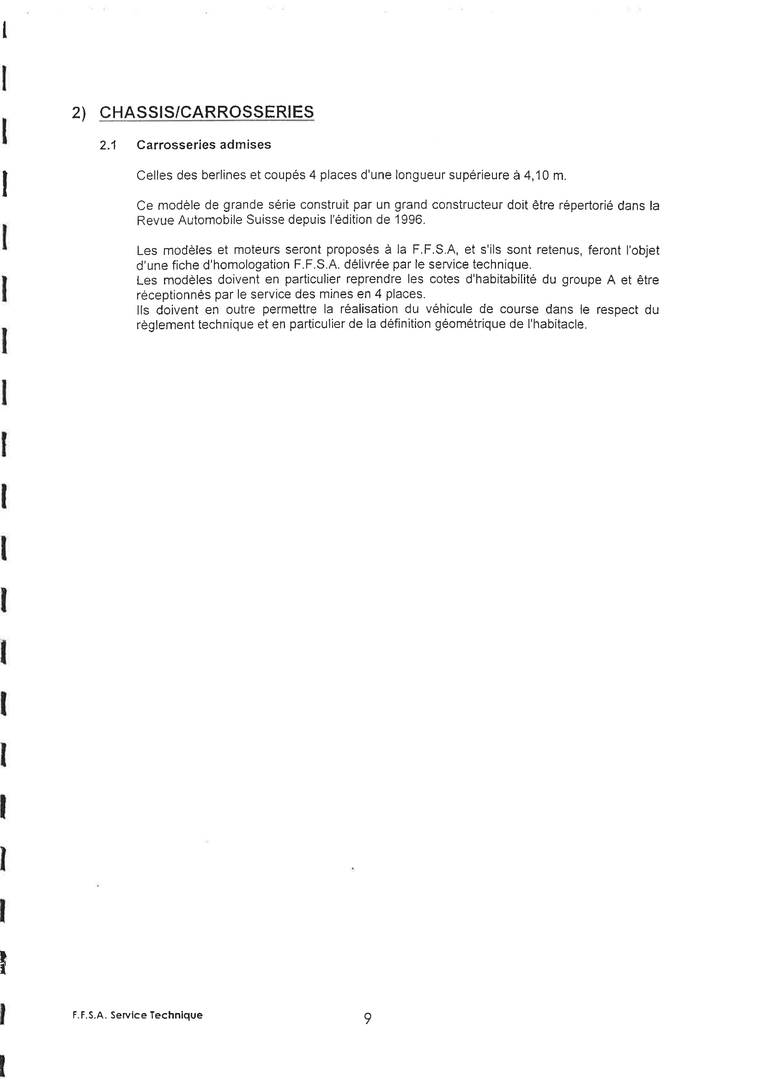 2) CHASSIS/CARROSSERIES
2.1 Carrosseries admises
Celles des berlines et coupés 4 places d'une longueur supérieure à 4,10 m.
Ce modèle de grande série construit par un grand constructeur doit être répertorié dans la
Revue Automobile Suisse depuis l'édition de 1996.
Les modèles et moteurs seront proposés à la F.F.S.A, et s'ils sont retenus, feront l'objet
d'une fiche d'homologation F.F.S.A. délivrée par le service technique.
Les modèles doivent en particulier reprendre les cotes d'habitabilité du groupe A et être
réceptionnés par le service des mines en 4 places.
Ils doivent en outre permettre la réalisation du véhicule de course dans le respect du
règlement technique et en particulier de la définition géométrique de l'habitacle.
F.F.S.A. Service Technique
9